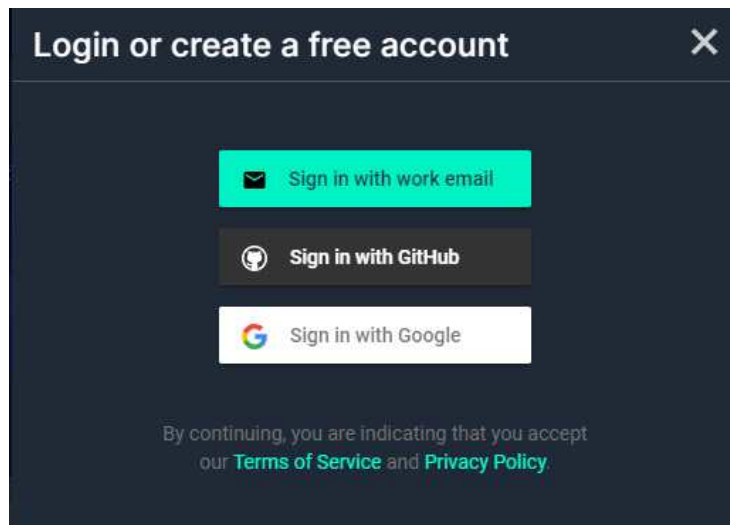 Login or create a free account
Sign in with work email
Sign in with GitHub
Sign in with Google
By continuing, you are indicating that you accept
our Terms of Service and Privacy Policy.